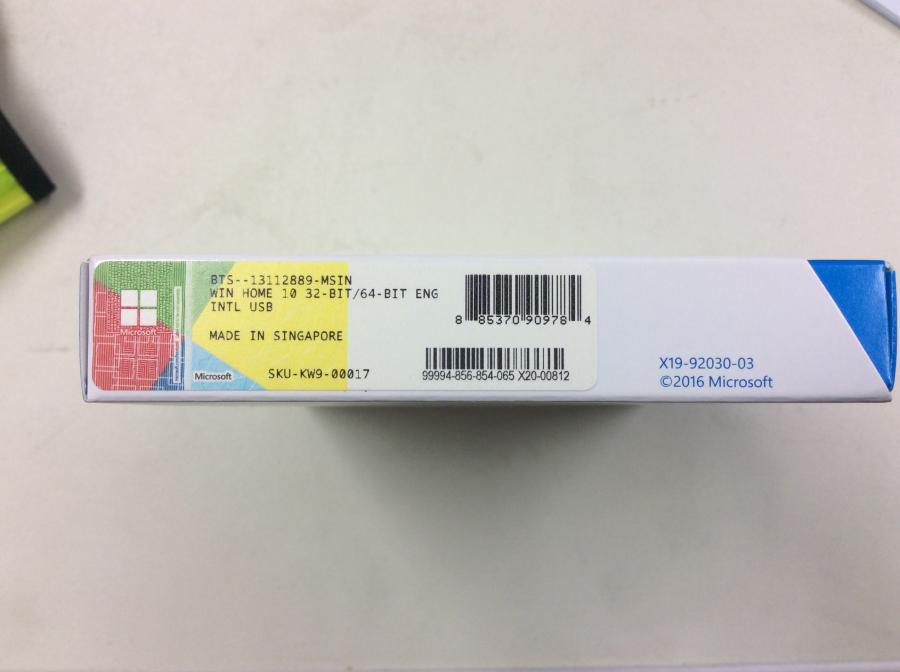 BTS--13112889-MSIN
WIN HOME 10 32-BIT/64-BIT ENG
INTL USB
MADE IN SINGAPORE
SKU-KW9-00017
Microsoft
Microsoft
8 85370 90978 4
99994-856-854-065 X20-00812
X19-92030-03
©2016 Microsoft